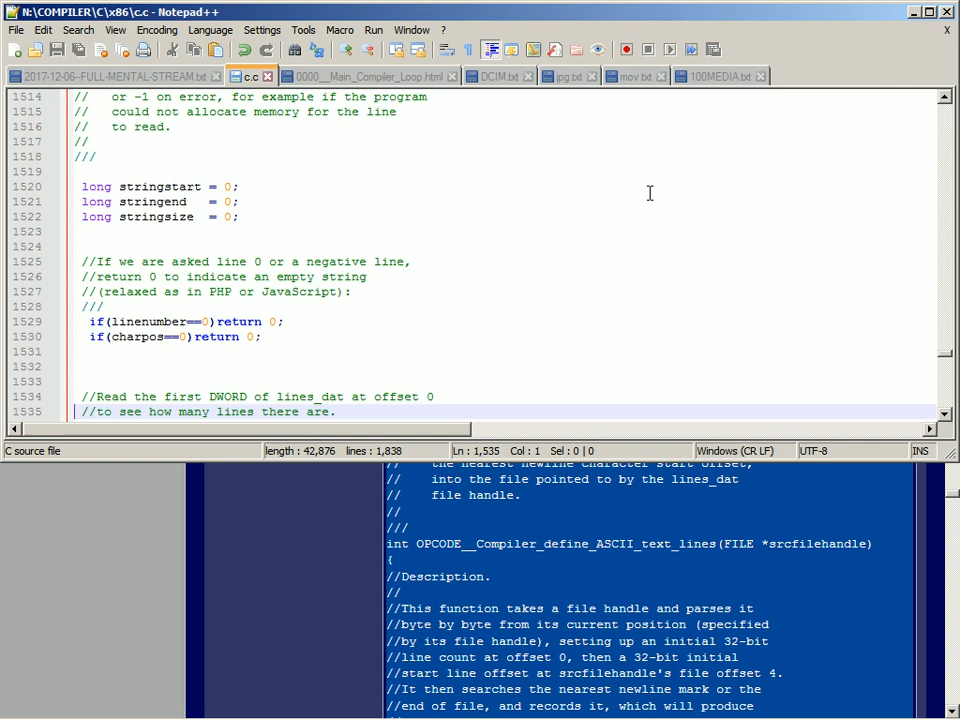 N:\COMPILER\C\x86\c.c - Notepad++
File Edit Search View Encoding Language Settings Tools Macro Run Window ? X
2017-12-06--FULL-MENTAL-STREAM.txt c.c 0000__Main_Compiler_Loop.html DCIM.txt jpg.txt mov.txt 100MEDIA.txt
1514 //   or -1 on error, for example if the program
1515 //   could not allocate memory for the line
1516 //   to read.
1517 //
1518 ///
1519
1520 long stringstart = 0;
1521 long stringend   = 0;
1522 long stringsize  = 0;
1523
1524
1525 //If we are asked line 0 or a negative line,
1526 //return 0 to indicate an empty string
1527 //(relaxed as in PHP or JavaScript):
1528 ///
1529 if(linenumber==0)return 0;
1530 if(charpos==0)return 0;
1531
1532
1533
1534 //Read the first DWORD of lines_dat at offset 0
1535 //to see how many lines there are.
C source file length : 42,876 lines : 1,838 Ln : 1,535 Col : 1 Sel : 0 | 0 Windows (CR LF) UTF-8 INS
//   the nearest newline character start offset,
//   into the file pointed to by the lines_dat
//   file handle.
//
///
int OPCODE__Compiler_define_ASCII_text_lines(FILE *srcfilehandle)
{
//Description.
//
//This function takes a file handle and parses it
//byte by byte from its current position (specified
//by its file handle), setting up an initial 32-bit
//line count at offset 0, then a 32-bit initial
//start line offset at srcfilehandle's file offset 4.
//It then searches the nearest newline mark or the
//end of file, and records it, which will produce